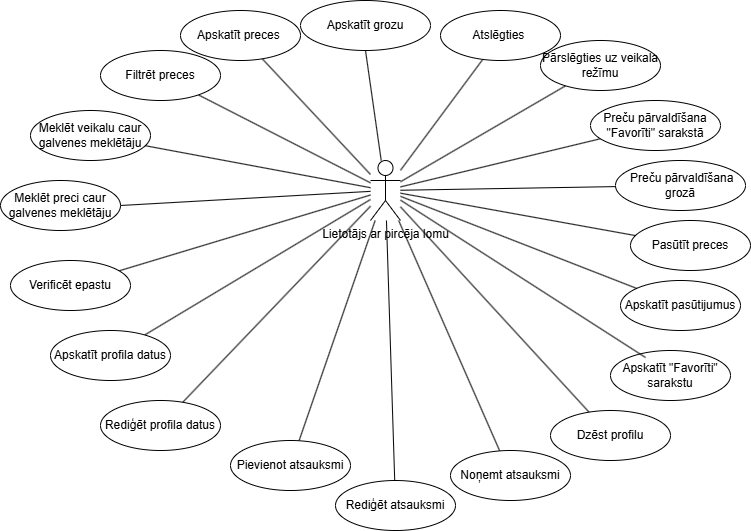 Apskatīt grozu
Apskatīt preces
Atslēgties
Pārslēgties uz veikala
režīmu
Filtrēt preces
Preču pārvaldīšana
"Favorīti" sarakstā
Meklēt veikalu caur
galvenes meklētāju
Preču pārvaldīšana
grozā
Meklēt preci caur
galvenes meklētāju
Lietotājs ar pircēja lomu
Pasūtīt preces
Verificēt epastu
Apskatīt pasūtijumus
Apskatīt profila datus
Apskatīt "Favorīti"
sarakstu
Rediģēt profila datus
Dzēst profilu
Pievienot atsauksmi
Noņemt atsauksmi
Rediģēt atsauksmi